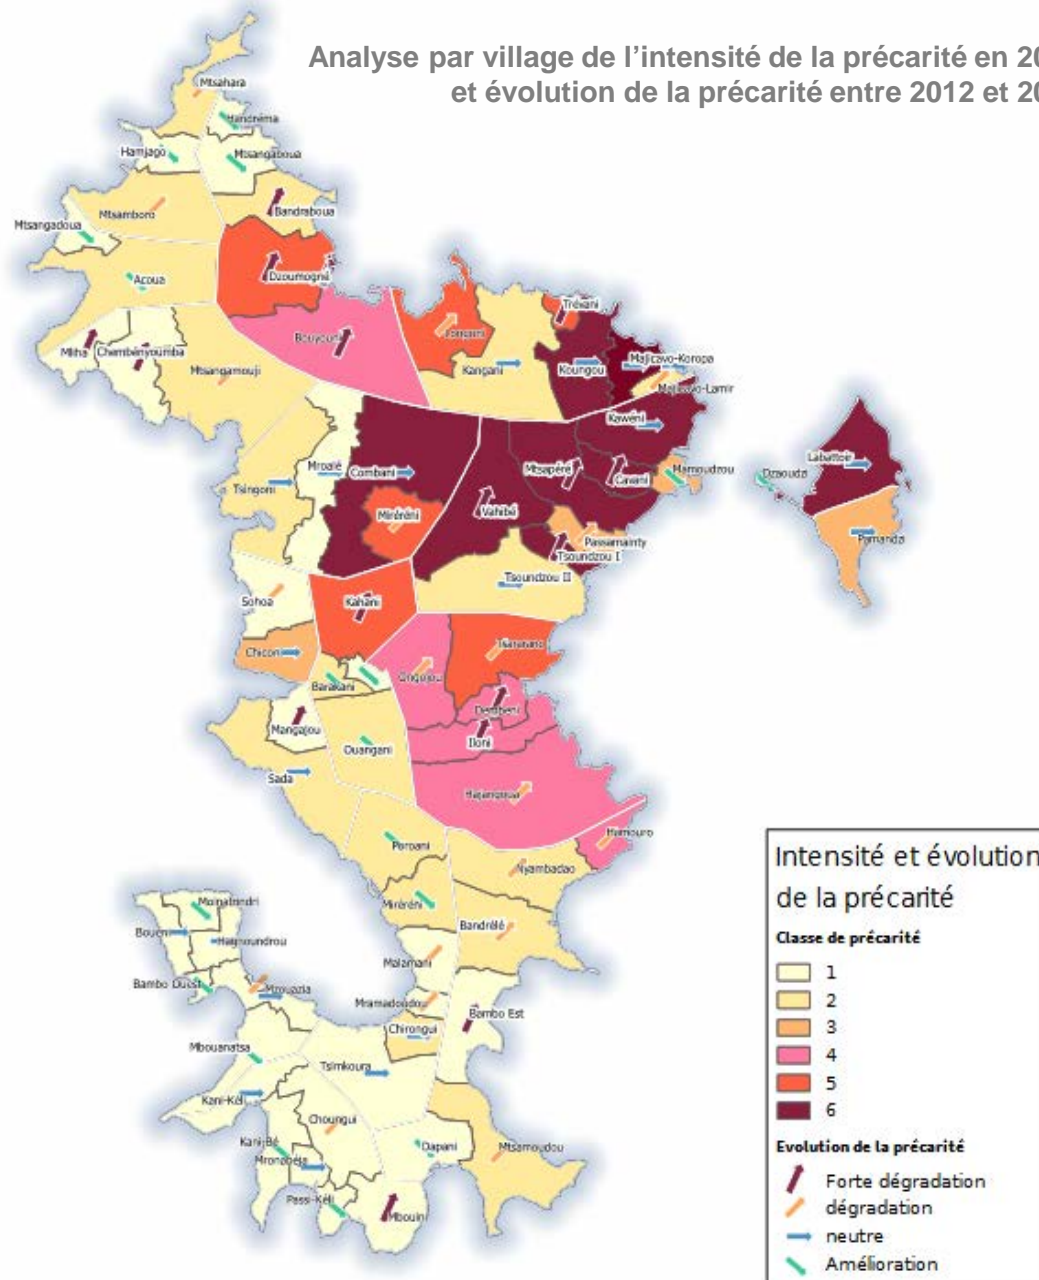 Analyse par village de l'intensité de la précarité en 20
et évolution de la précarité entre 2012 et 20
Mtsahara
Handréma
Hamjago
Mtsangaboua
Mtsamboro
Bandraboua
Mtsangadoua
Dzoumogné
Acoua
Trévani
Longoni
Bouyouni
Mliha
Chembényoumba
Majicavo-Koropa
Koungou
Kangani
Mtsangamouji
Majicavo-Lamir
Kawéni
Labattoir
Mroalé
Combani
Mtsapéré
Mamoudzou
Dzaoudzi
Cavani
Tsingoni
Miréréni
Vahibé
Pamandzi
Passamainty
Tsoundzou I
Tsoundzou II
Sohoa
Kahani
Chiconi
Ongojou
Barakani
Dembeni
Mangajou
Iloni
Ouangani
Sada
Hajangoua
Hamouro
Poroani
Nyambadao
Miréréni
Moinatrindri
Bandrélé
Bouéni
Hagnoundrou
Malamani
Bambo Ouest
Mzouazia
Mramadoudou
Bambo Est
Chirongui
Mbouanatsa
Tsimkoura
Kani-Kéli
Choungui
Kani-Bé
Dapani
Mtsamoudou
Mronabéja
Passi-Kéli
Mbouini
Intensité et évolution
de la précarité
Classe de précarité
1
2
3
4
5
6
Evolution de la précarité
Forte dégradation
dégradation
neutre
Amélioration